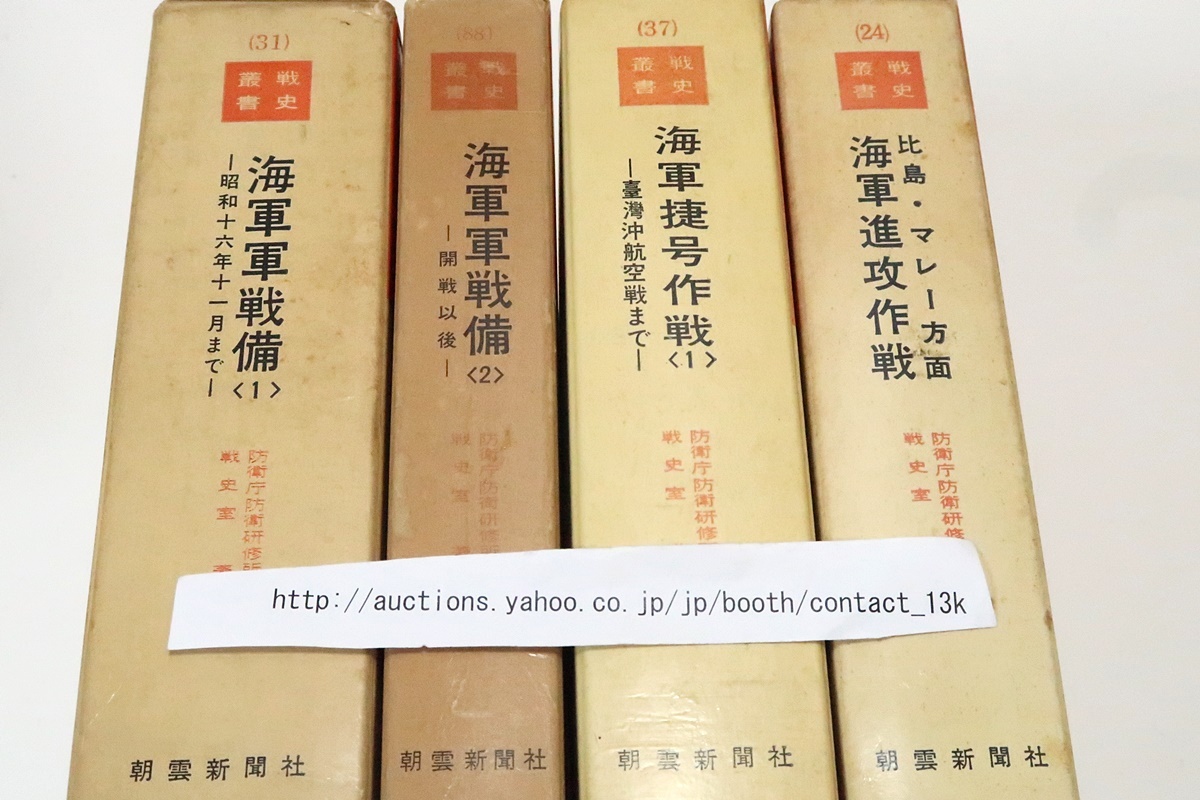 (31)
戦史
叢書
海軍軍戦備
〈1〉
―昭和十六年十一月まで―
防衛庁防衛研修所
戦史室
朝雲新聞社
(88)
戦史
叢書
海軍軍戦備
〈2〉
―開戦以後―
防衛庁防衛研修
戦史室
朝雲新聞社
(37)
戦史
叢書
海軍捷号作戦
〈1〉
―臺灣沖航空戦まで―
防衛庁防衛研修
戦史室
朝雲新聞社
(24)
戦史
叢書
比島・マレー方面
海軍進攻作戦
防衛庁防衛研修
戦史室
朝雲新聞社
http://auctions.yahoo.co.jp/jp/booth/contact_13k